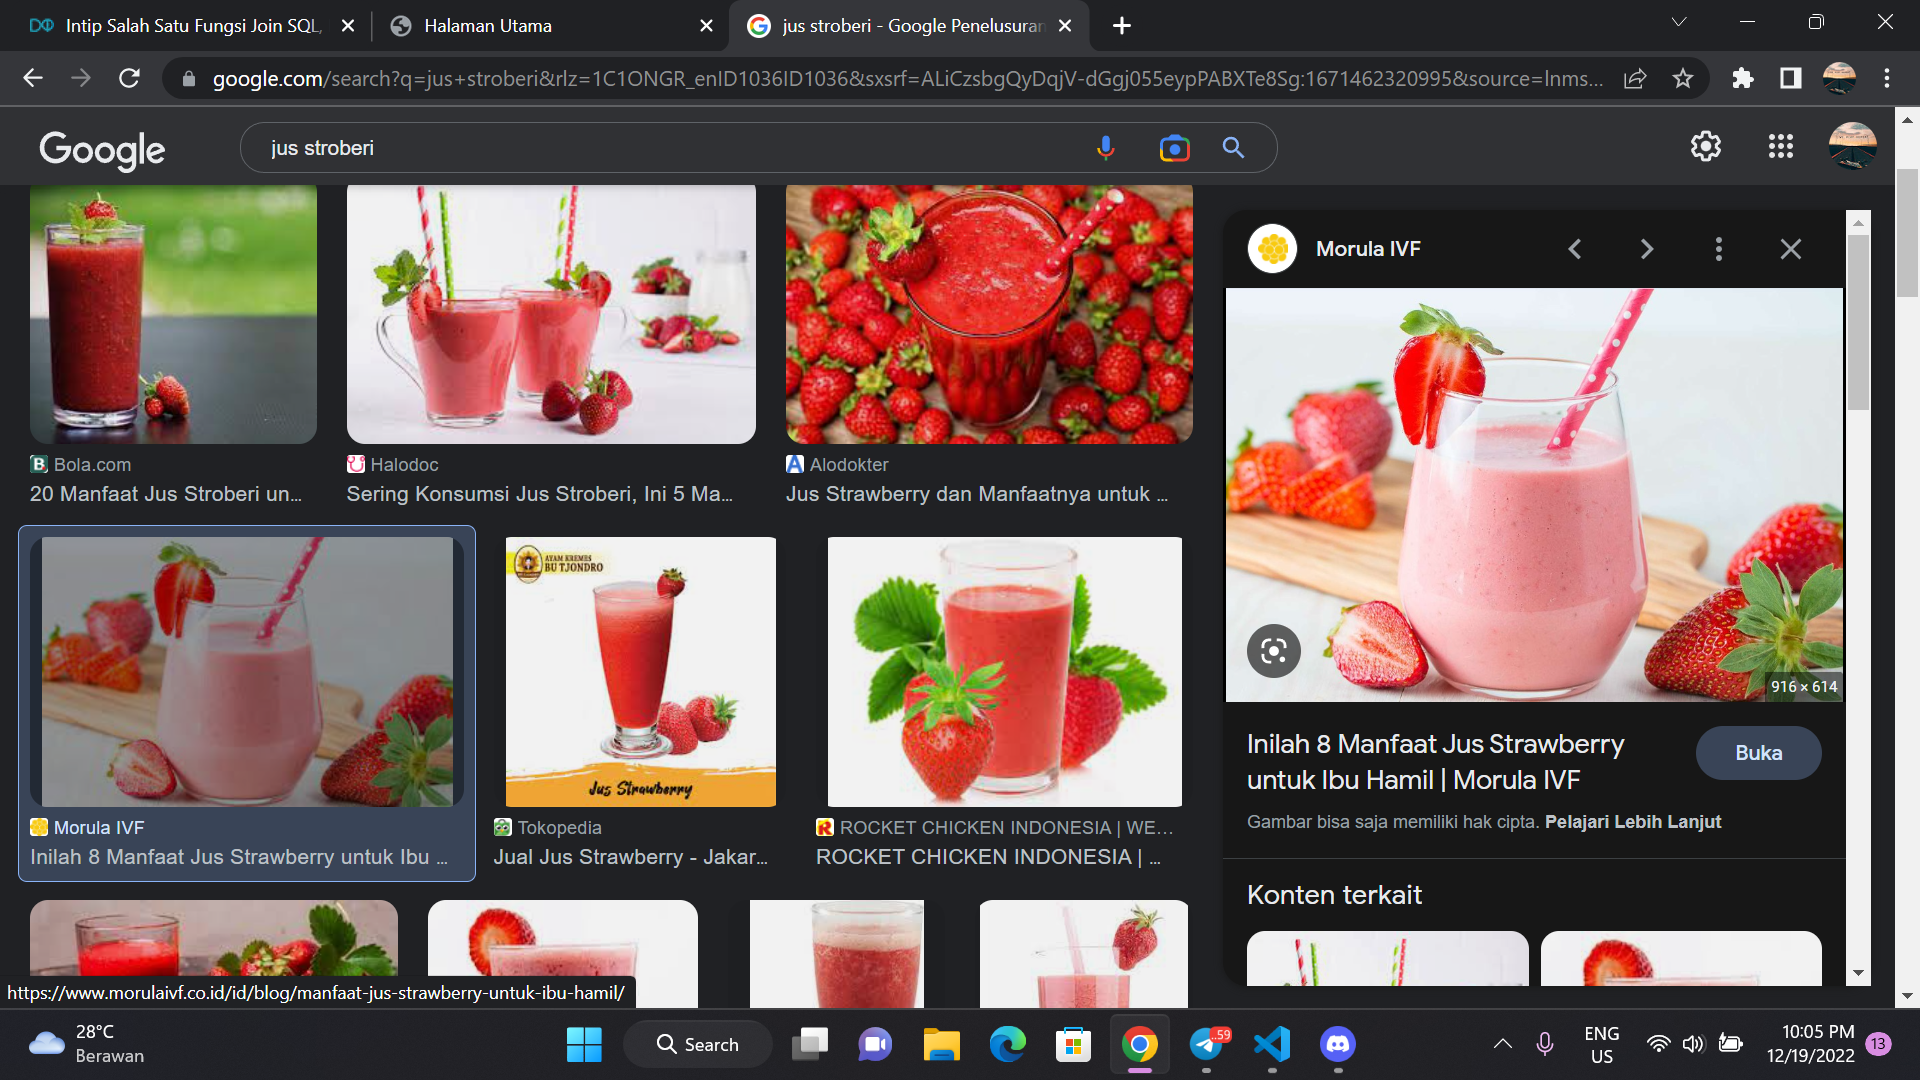 Intip Salah Satu Fungsi Join SQL,
Halaman Utama
jus stroberi - Google Penelusuran
google.com/search?q=jus+stroberi&rlz=1C1ONGR_enID1036ID1036&sxsrf=ALiCzsbgQyDqjV-dGgj055eypPABXTe8Sg:1671462320995&source=lnms...
Google
jus stroberi
Bola.com
20 Manfaat Jus Stroberi un...
Halodoc
Sering Konsumsi Jus Stroberi, Ini 5 Ma...
Alodokter
Jus Strawberry dan Manfaatnya untuk ...
Morula IVF
Inilah 8 Manfaat Jus Strawberry untuk Ibu ...
AYAM KREMES
BU TJONDRO
Jus Strawberry
Tokopedia
Jual Jus Strawberry - Jakar...
ROCKET CHICKEN INDONESIA | WE...
ROCKET CHICKEN INDONESIA | ...
Morula IVF
916 × 614
Inilah 8 Manfaat Jus Strawberry
untuk Ibu Hamil | Morula IVF
Buka
Gambar bisa saja memiliki hak cipta. Pelajari Lebih Lanjut
Konten terkait
https://www.morulaivf.co.id/id/blog/manfaat-jus-strawberry-untuk-ibu-hamil/
28°C
Berawan
Search
..59
ENG
US
10:05 PM
12/19/2022
13